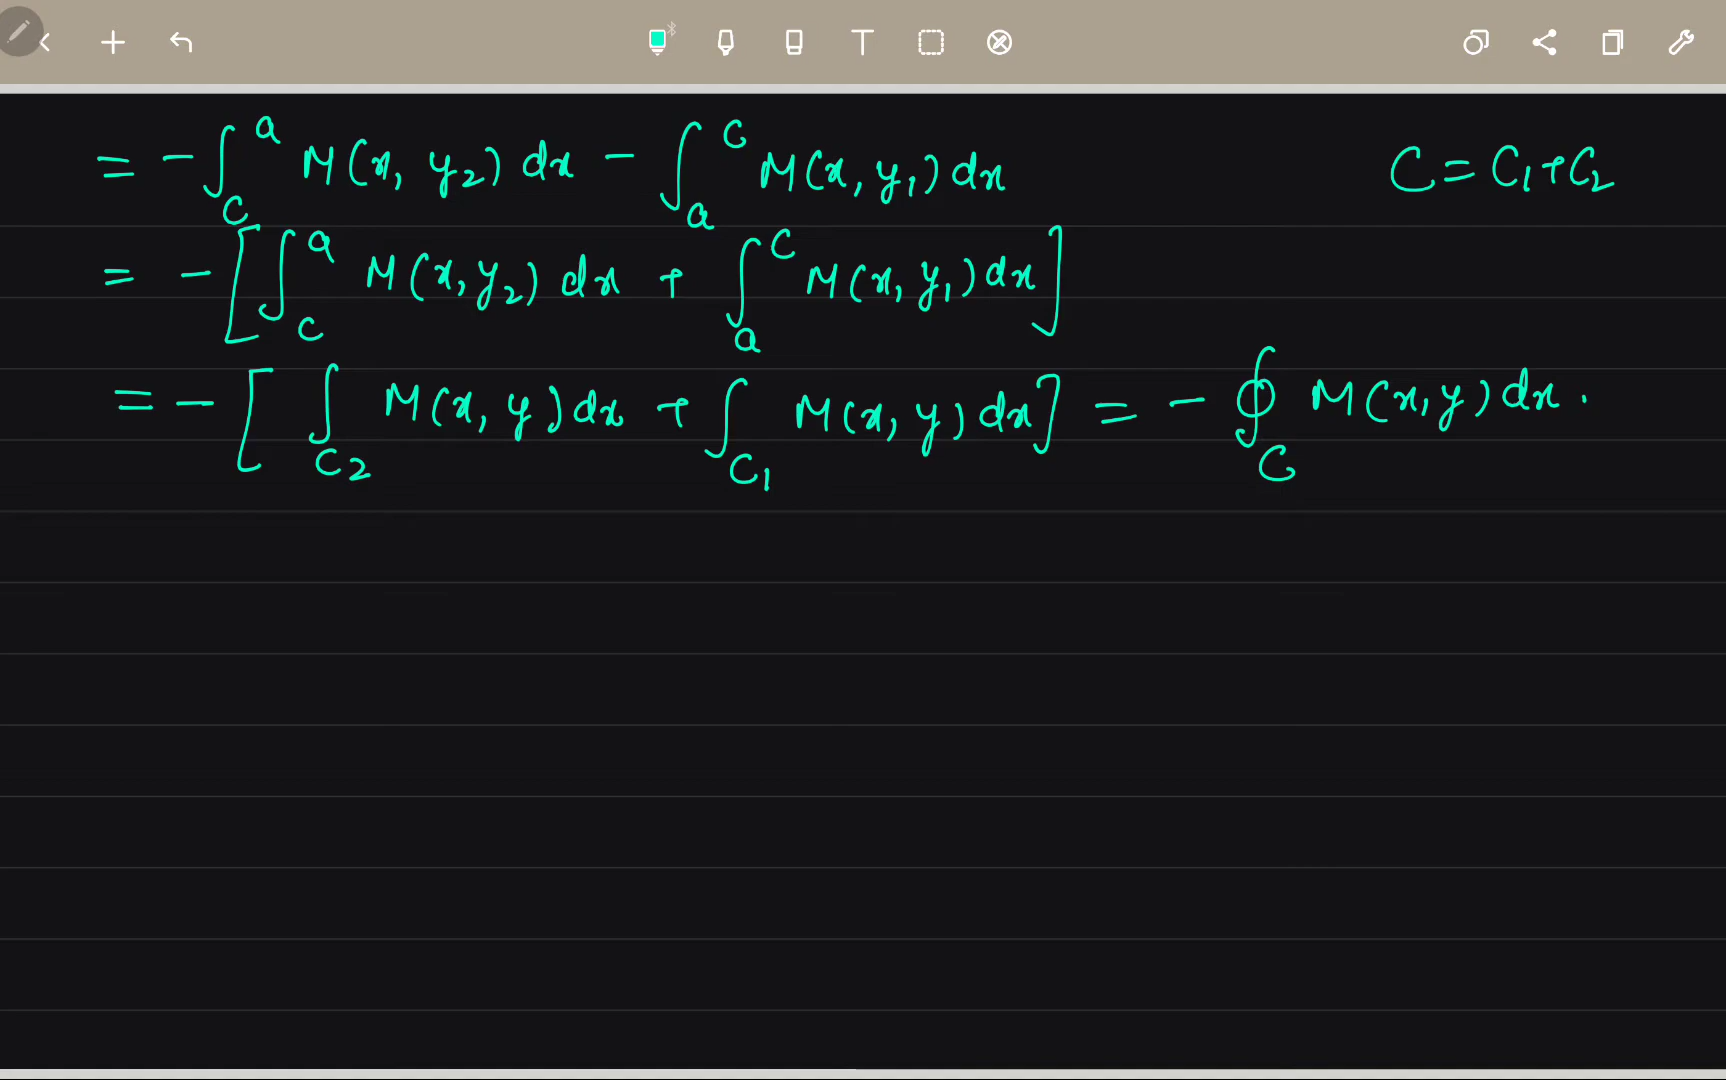 = -∫_c^a M(x, y₂) dx - ∫_a^c M(x, y₁) dx    C = C₁ + C₂
= -[∫_c^a M(x, y₂) dx + ∫_a^c M(x, y₁) dx]
= -[∫_{C₂} M(x, y) dx + ∫_{C₁} M(x, y) dx] = -∮_C M(x, y) dx.